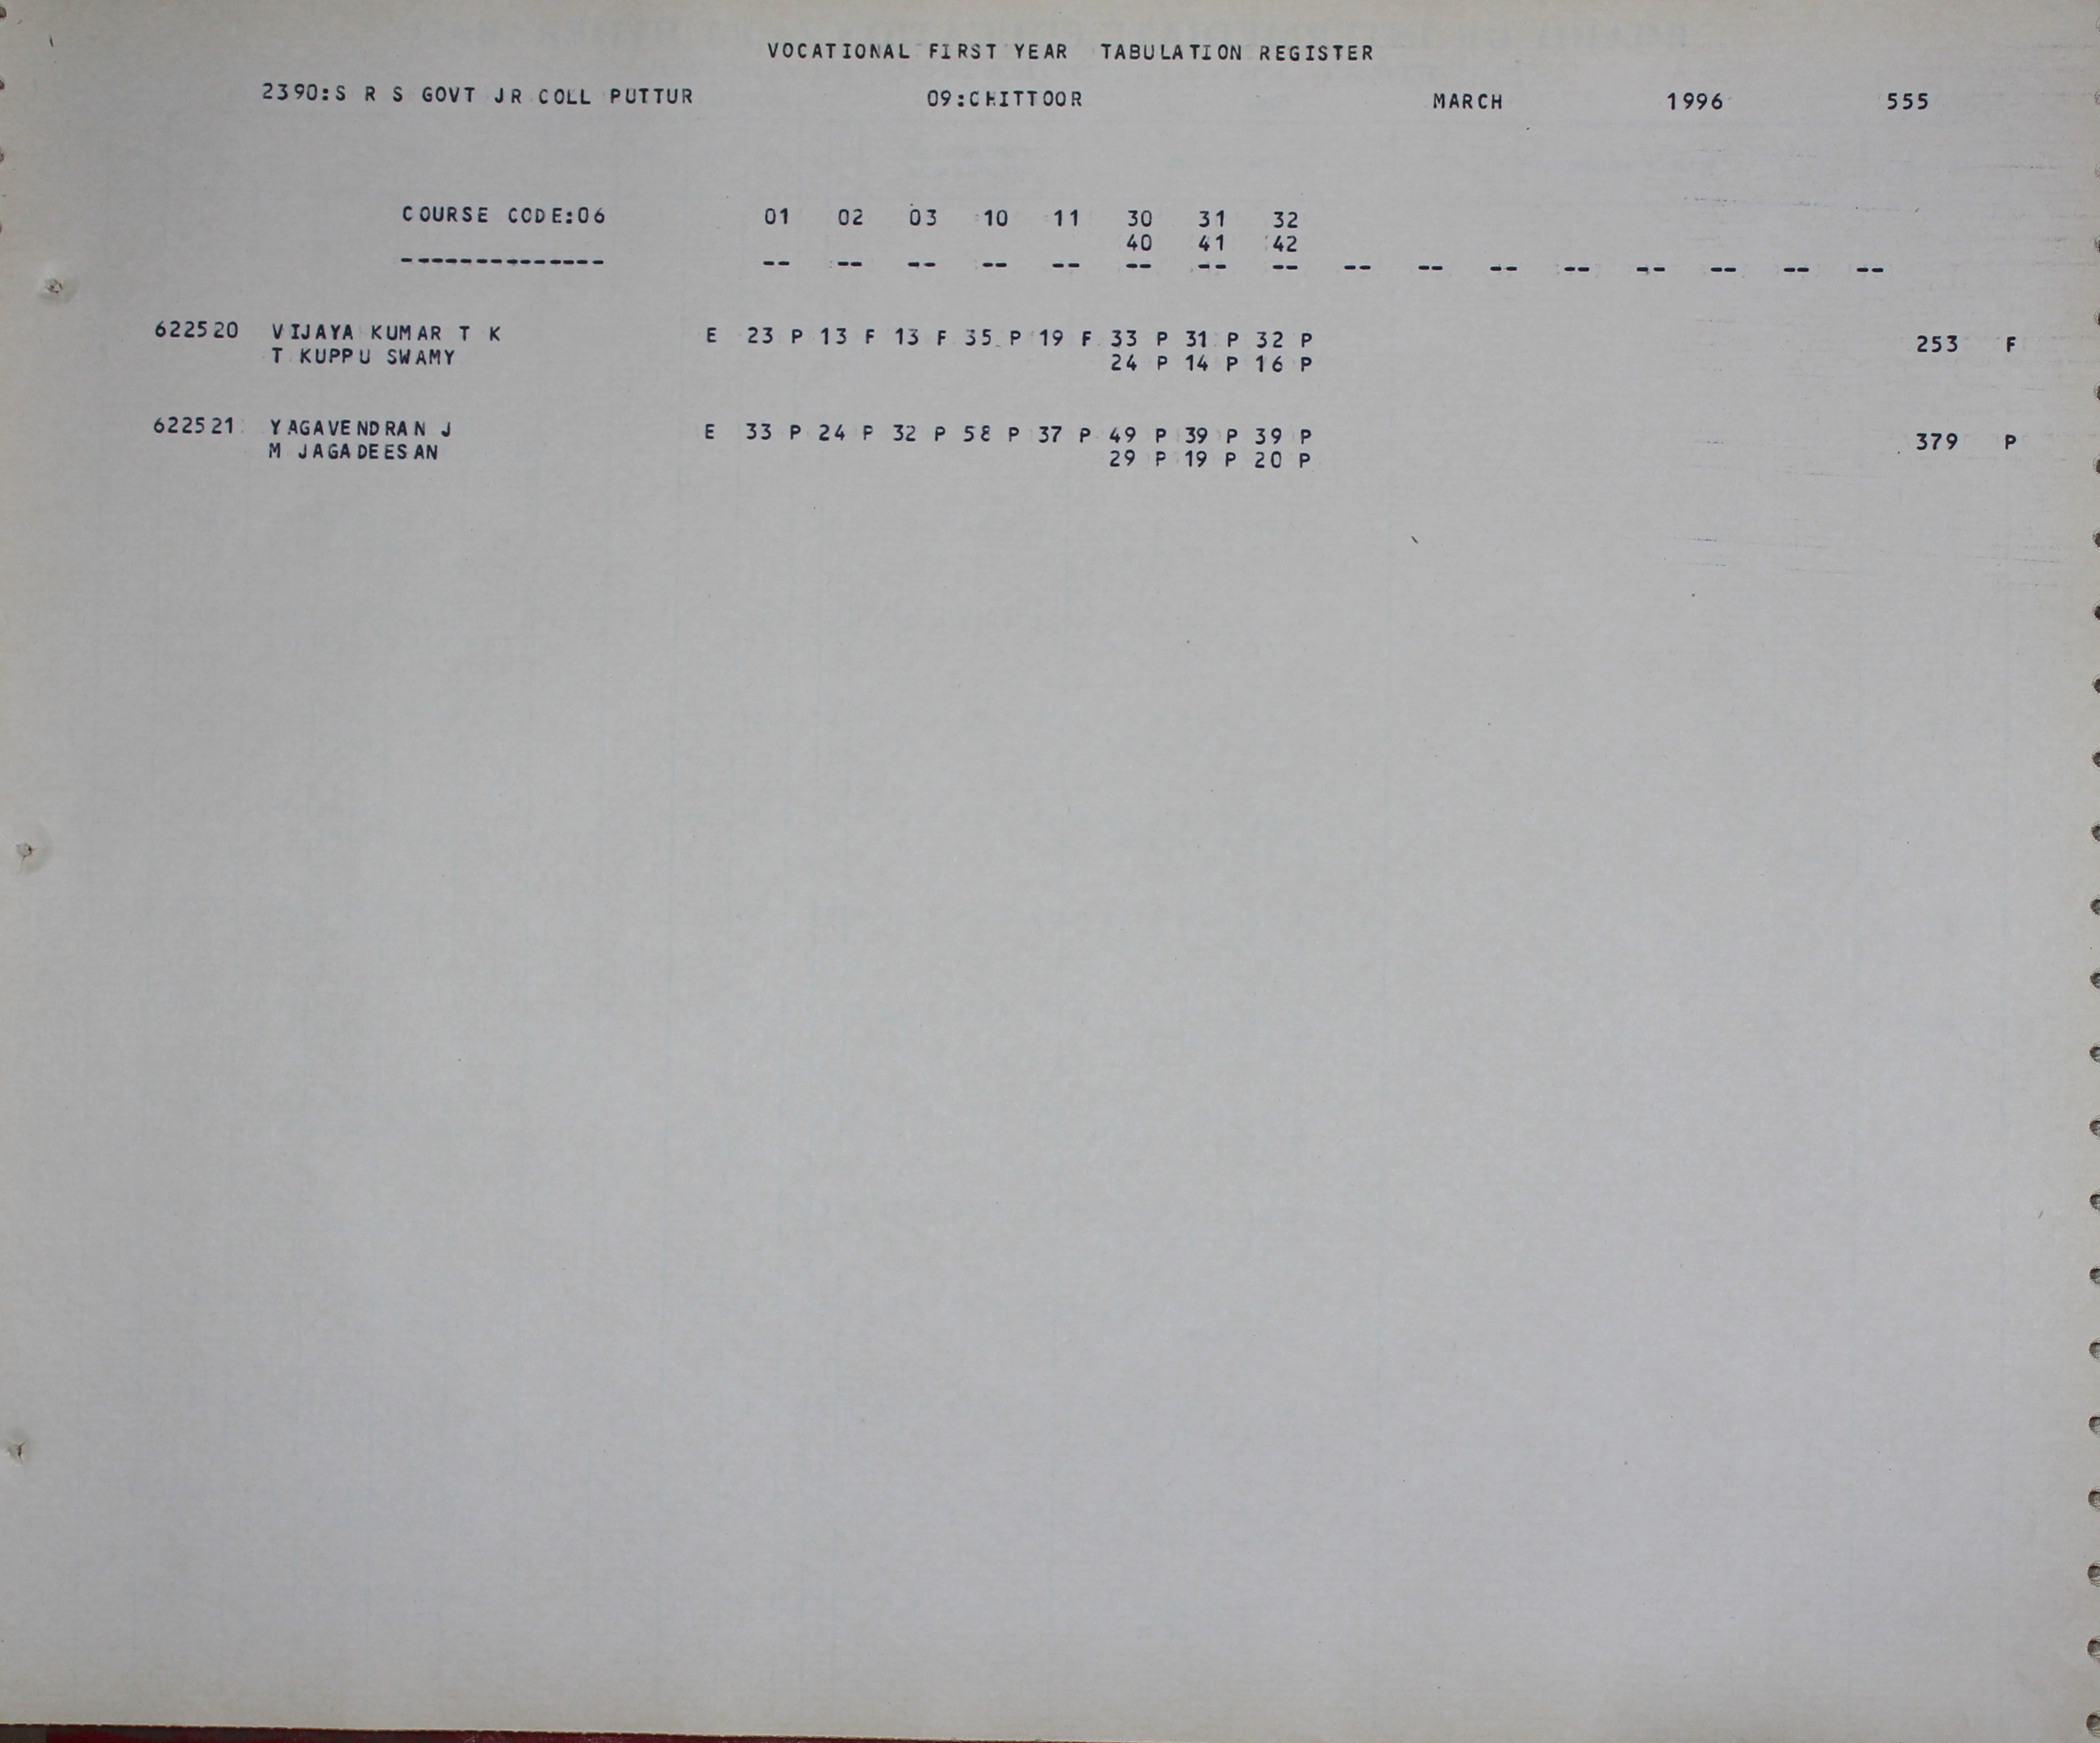 VOCATIONAL FIRST YEAR TABULATION REGISTER
2390:S R S GOVT JR COLL PUTTUR 09:CHITTOOR MARCH 1996 555
COURSE CODE:06 01 02 03 10 11 30 31 32
40 41 42
-------------- -- -- -- -- -- -- -- -- -- -- -- -- -- -- -- --
622520 VIJAYA KUMAR T K E 23 P 13 F 13 F 35 P 19 F 33 P 31 P 32 P 253 F
T KUPPU SWAMY 24 P 14 P 16 P
622521 YAGAVENDRAN J E 33 P 24 P 32 P 58 P 37 P 49 P 39 P 39 P 379 P
M JAGADEESAN 29 P 19 P 20 P